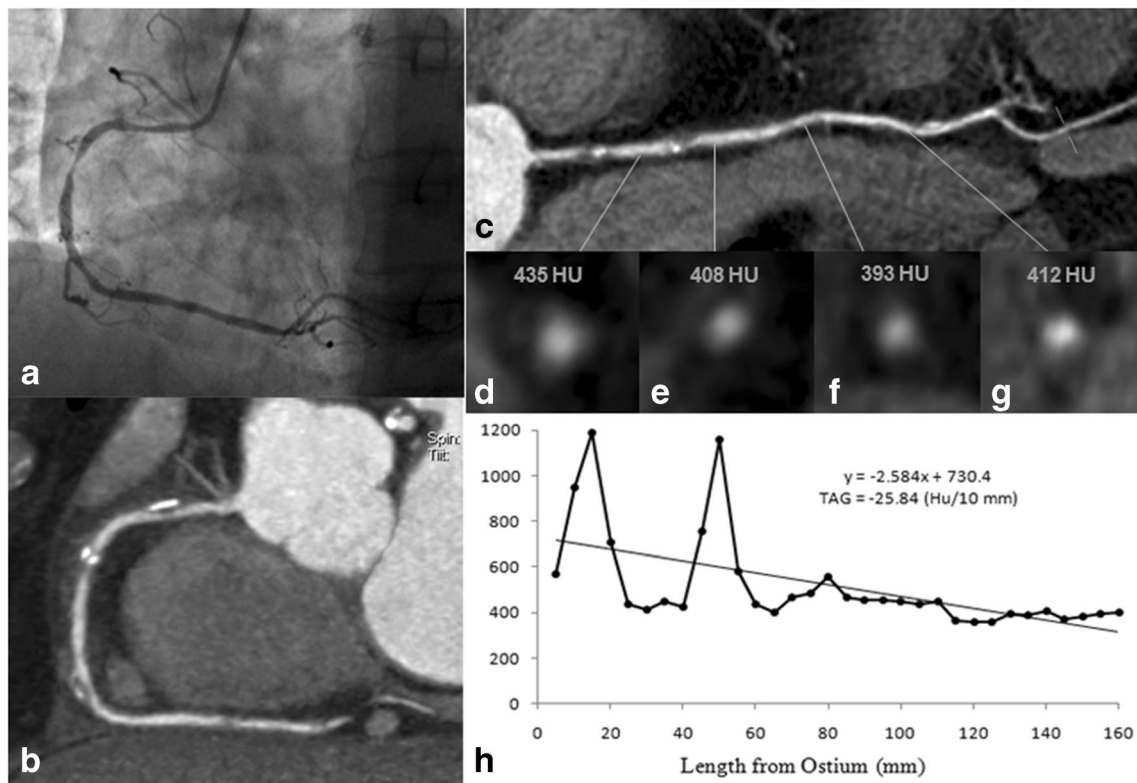 a
b
Spin:
Tilt:
c
435 HU
408 HU
393 HU
412 HU
d
e
f
g
1200
1000
800
600
400
200
0
y = -2.584x + 730.4
TAG = -25.84 (Hu/10 mm)
0 20 40 60 80 100 120 140 160
Length from Ostium (mm)
h